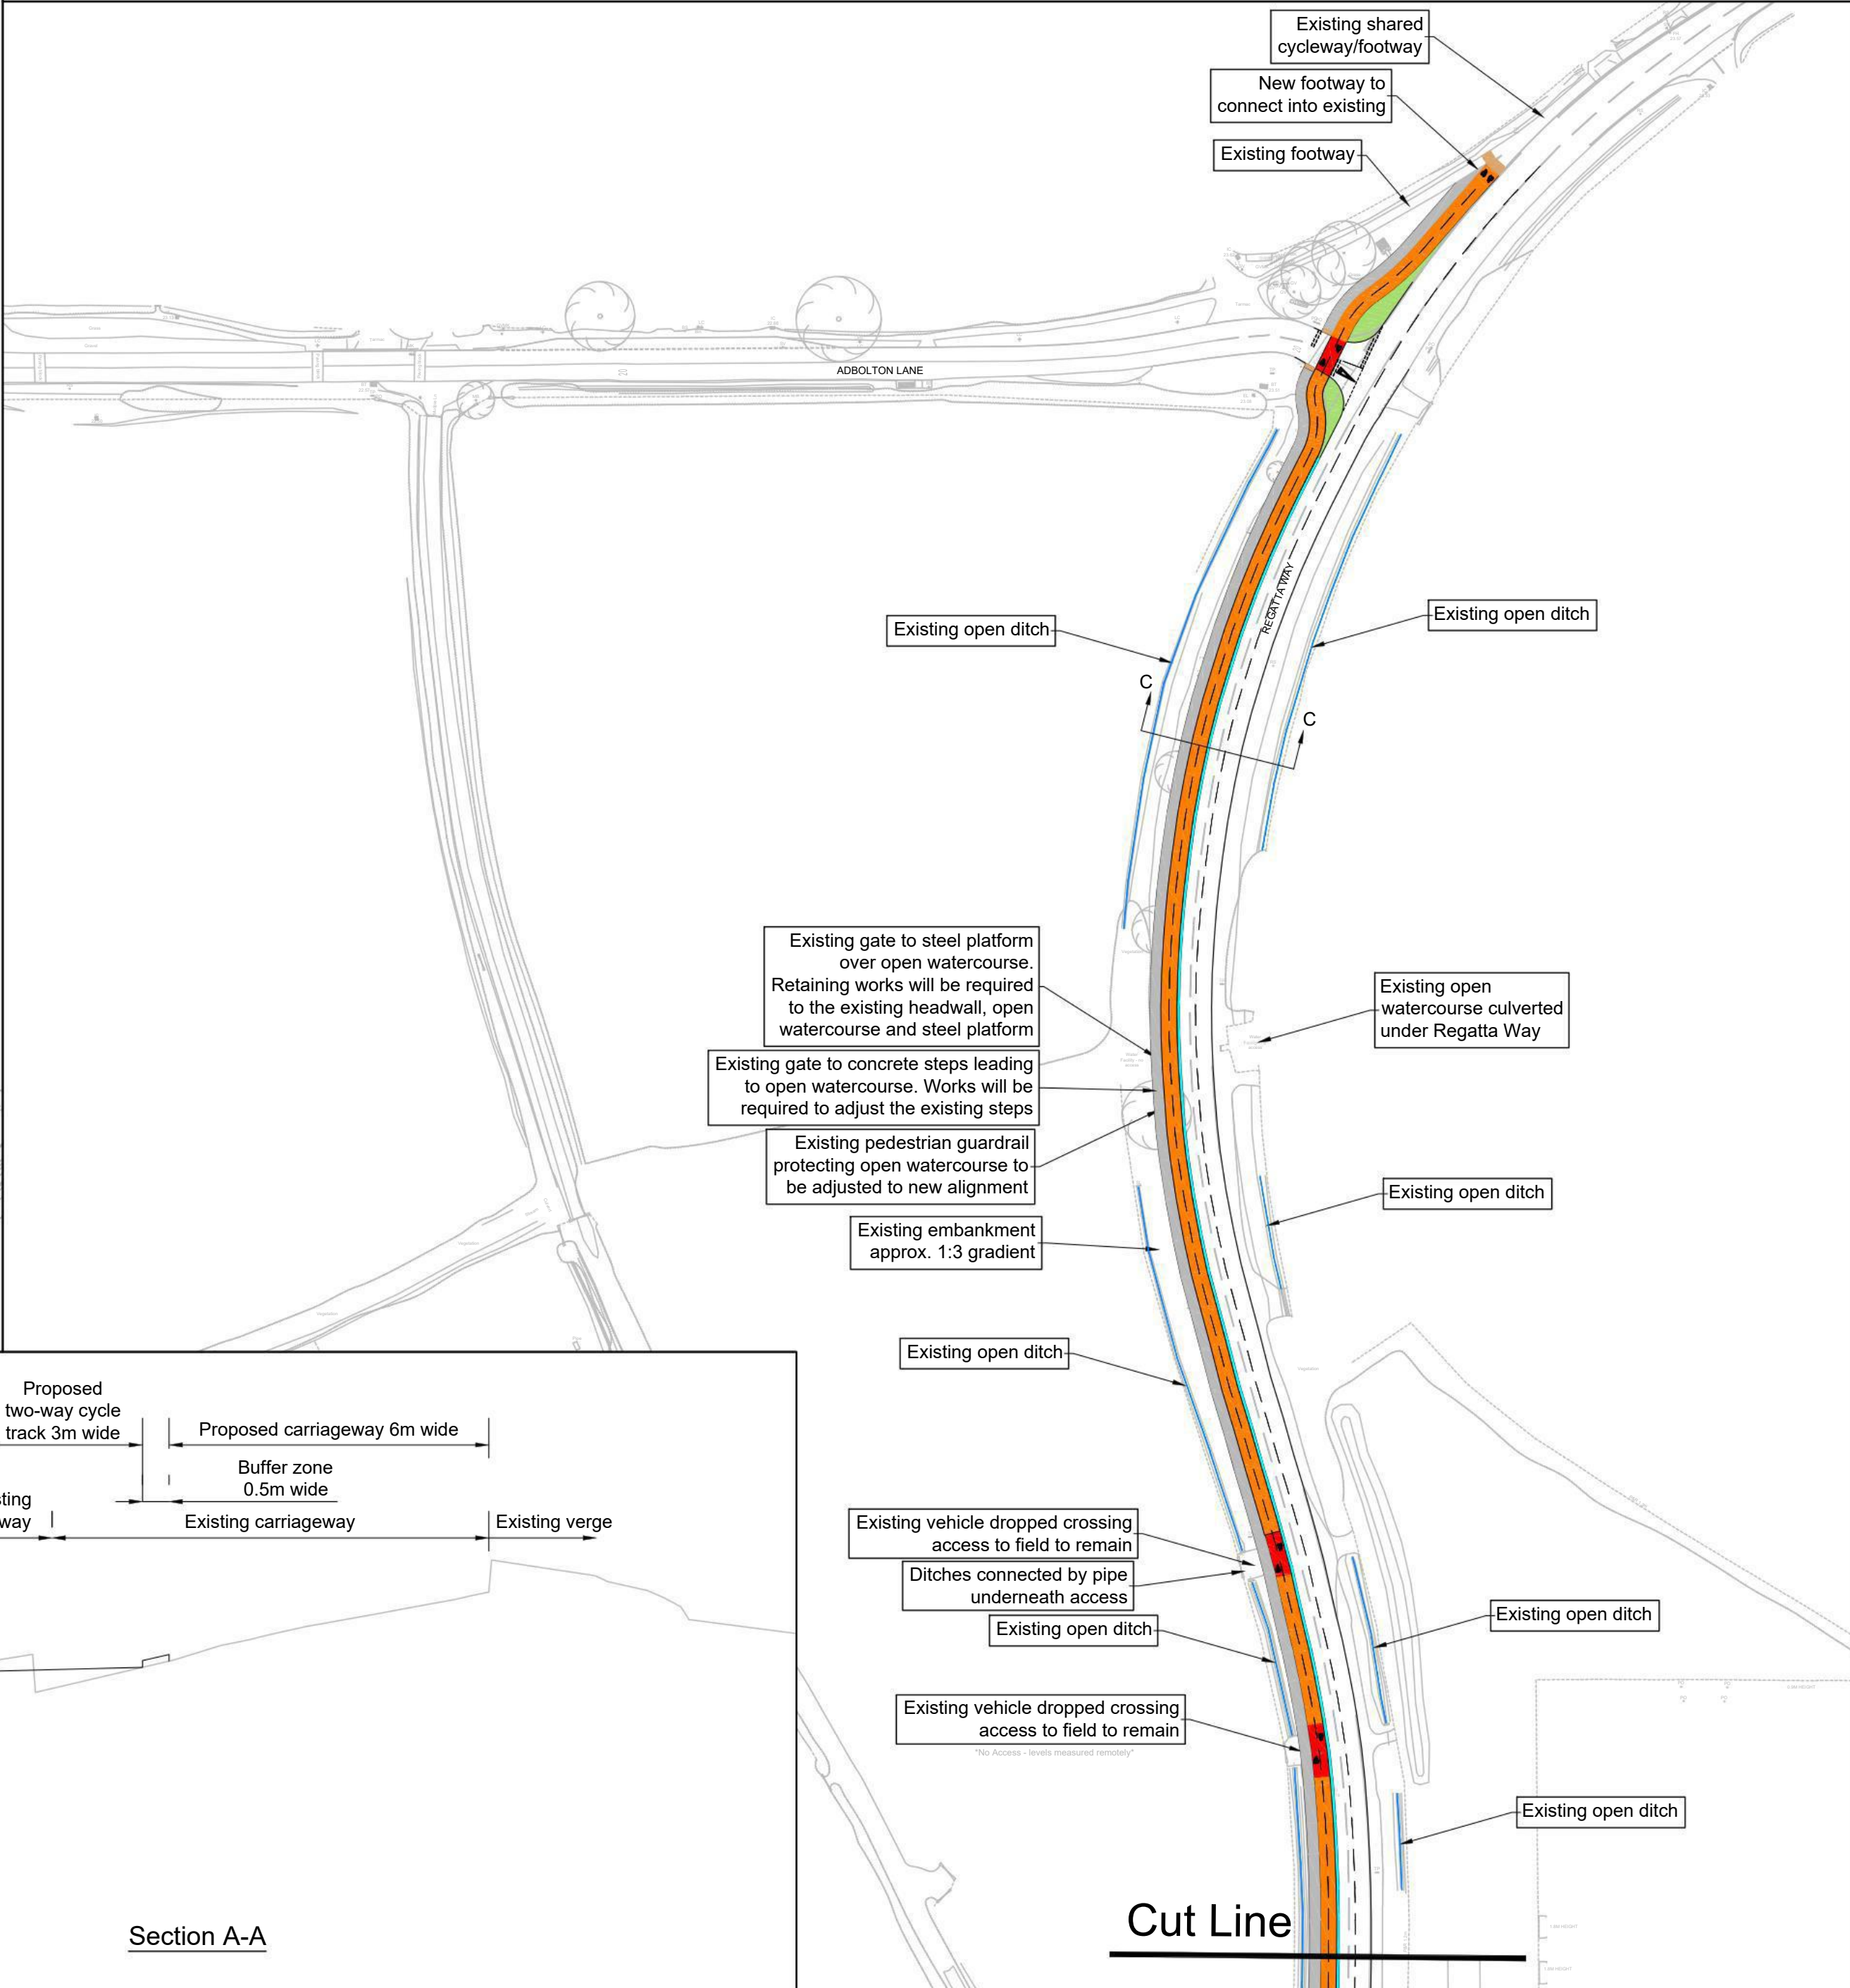 Existing shared
cycleway/footway
New footway to
connect into existing
Existing footway
ADBOLTON LANE
REGATTA WAY
Existing open ditch
Existing open ditch
C
C
Existing gate to steel platform
over open watercourse.
Retaining works will be required
to the existing headwall, open
watercourse and steel platform
Existing open
watercourse culverted
under Regatta Way
Existing gate to concrete steps leading
to open watercourse. Works will be
required to adjust the existing steps
Existing pedestrian guardrail
protecting open watercourse to
be adjusted to new alignment
Existing open ditch
Existing embankment
approx. 1:3 gradient
Existing open ditch
Proposed
two-way cycle
track 3m wide
Proposed carriageway 6m wide
Buffer zone
0.5m wide
sting
way
Existing carriageway
Existing verge
Existing vehicle dropped crossing
access to field to remain
Ditches connected by pipe
underneath access
Existing open ditch
Existing open ditch
Existing vehicle dropped crossing
access to field to remain
*No Access - levels measured remotely*
Existing open ditch
Section A-A
Cut Line